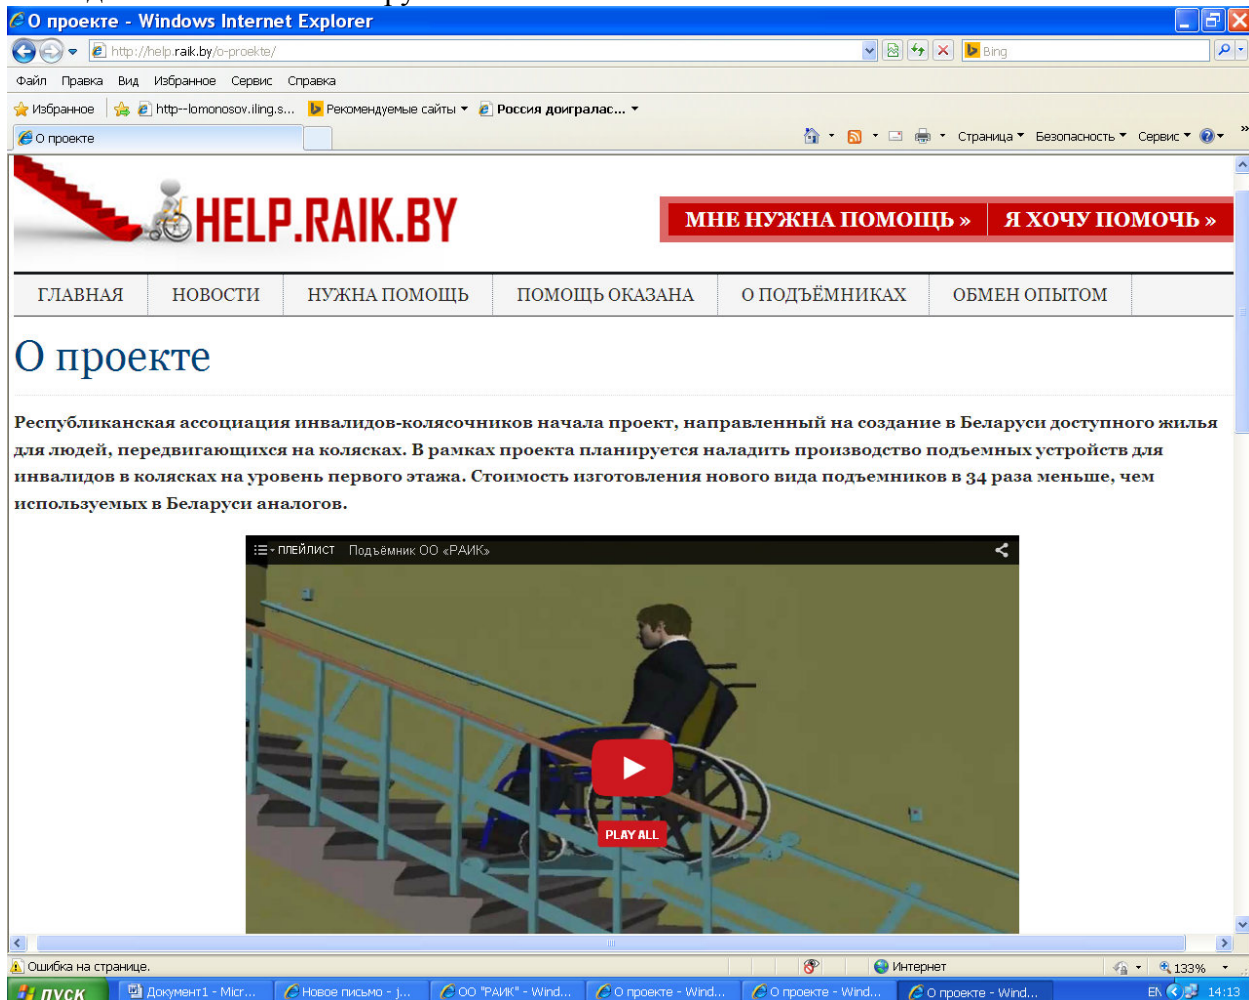 О проекте - Windows Internet Explorer
http://help.raik.by/o-proekte/
Bing
Файл Правка Вид Избранное Сервис Справка
Избранное http--lomonosov.iling.s... Рекомендуемые сайты Россия доигралас...
О проекте
Страница Безопасность Сервис
HELP.RAIK.BY
МНЕ НУЖНА ПОМОЩЬ » Я ХОЧУ ПОМОЧЬ »
ГЛАВНАЯ НОВОСТИ НУЖНА ПОМОЩЬ ПОМОЩЬ ОКАЗАНА О ПОДЪЁМНИКАХ ОБМЕН ОПЫТОМ
О проекте
Республиканская ассоциация инвалидов-колясочников начала проект, направленный на создание в Беларуси доступного жилья
для людей, передвигающихся на колясках. В рамках проекта планируется наладить производство подъемных устройств для
инвалидов в колясках на уровень первого этажа. Стоимость изготовления нового вида подъемников в 34 раза меньше, чем
используемых в Беларуси аналогов.
ПЛЕЙЛИСТ Подъёмник ОО «РАИК»
PLAY ALL
Ошибка на странице.
Интернет
133%
пуск Документ1 - Micr... Новое письмо - j... ОО "РАИК" - Wind... О проекте - Wind... О проекте - Wind... О проекте - Wind... EN 14:13